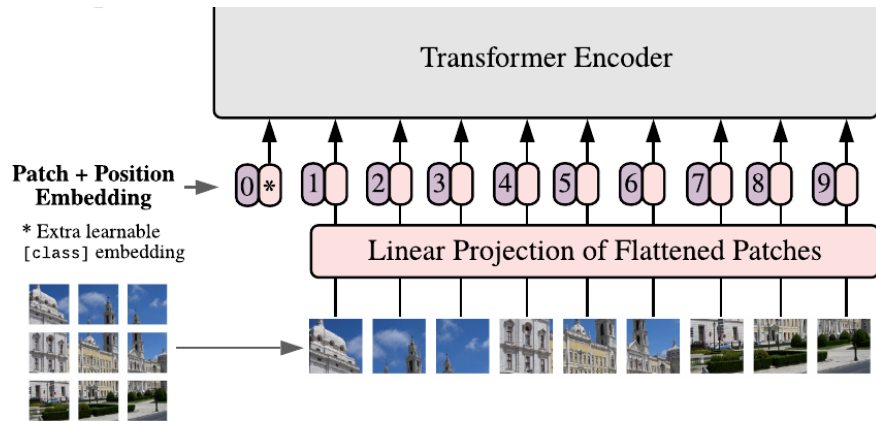 Transformer Encoder
Patch + Position
Embedding
0 * 1 2 3 4 5 6 7 8 9
* Extra learnable
[class] embedding
Linear Projection of Flattened Patches